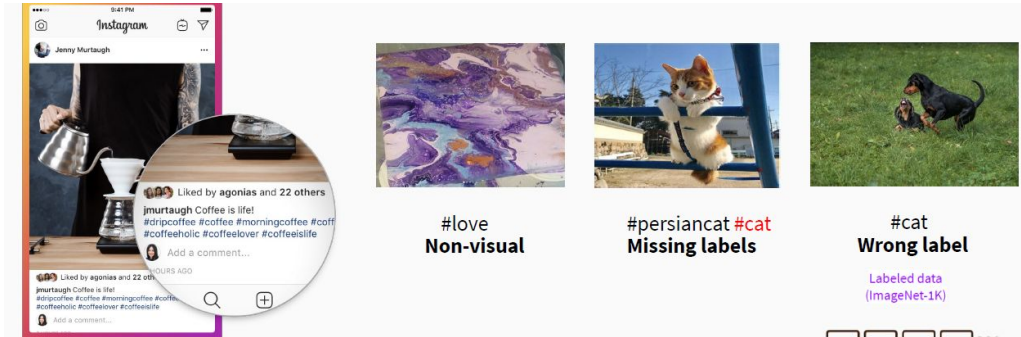 9:41 PM
Instagram
Jenny Murtaugh
Liked by agonias and 22 others
jmurtaugh Coffee is life!
#dripcoffee #coffee #morningcoffee #coff
#coffeeholic #coffeelover #coffeeislife
Add a comment...
HOURS AGO
Liked by agonias and 22 oth
jmurtaugh Coffee is life!
#dripcoffee #coffee #morningcoffee #coffee
#coffeeholic #coffeelover #coffeeislife
Add a comment...
#love
Non-visual
#persiancat #cat
Missing labels
#cat
Wrong label
Labeled data
(ImageNet-1K)